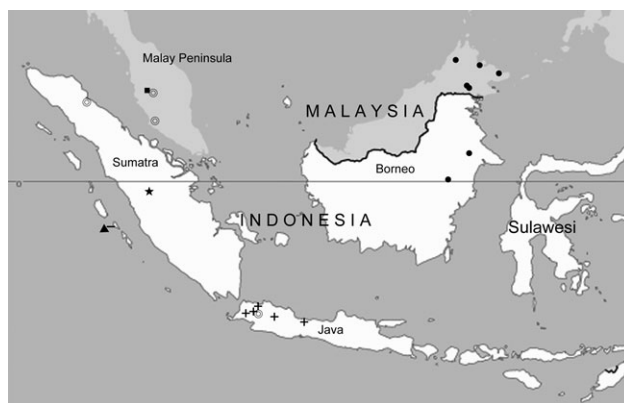 Malay Peninsula
MALAYSIA
Sumatra
Borneo
INDONESIA
Sulawesi
Java